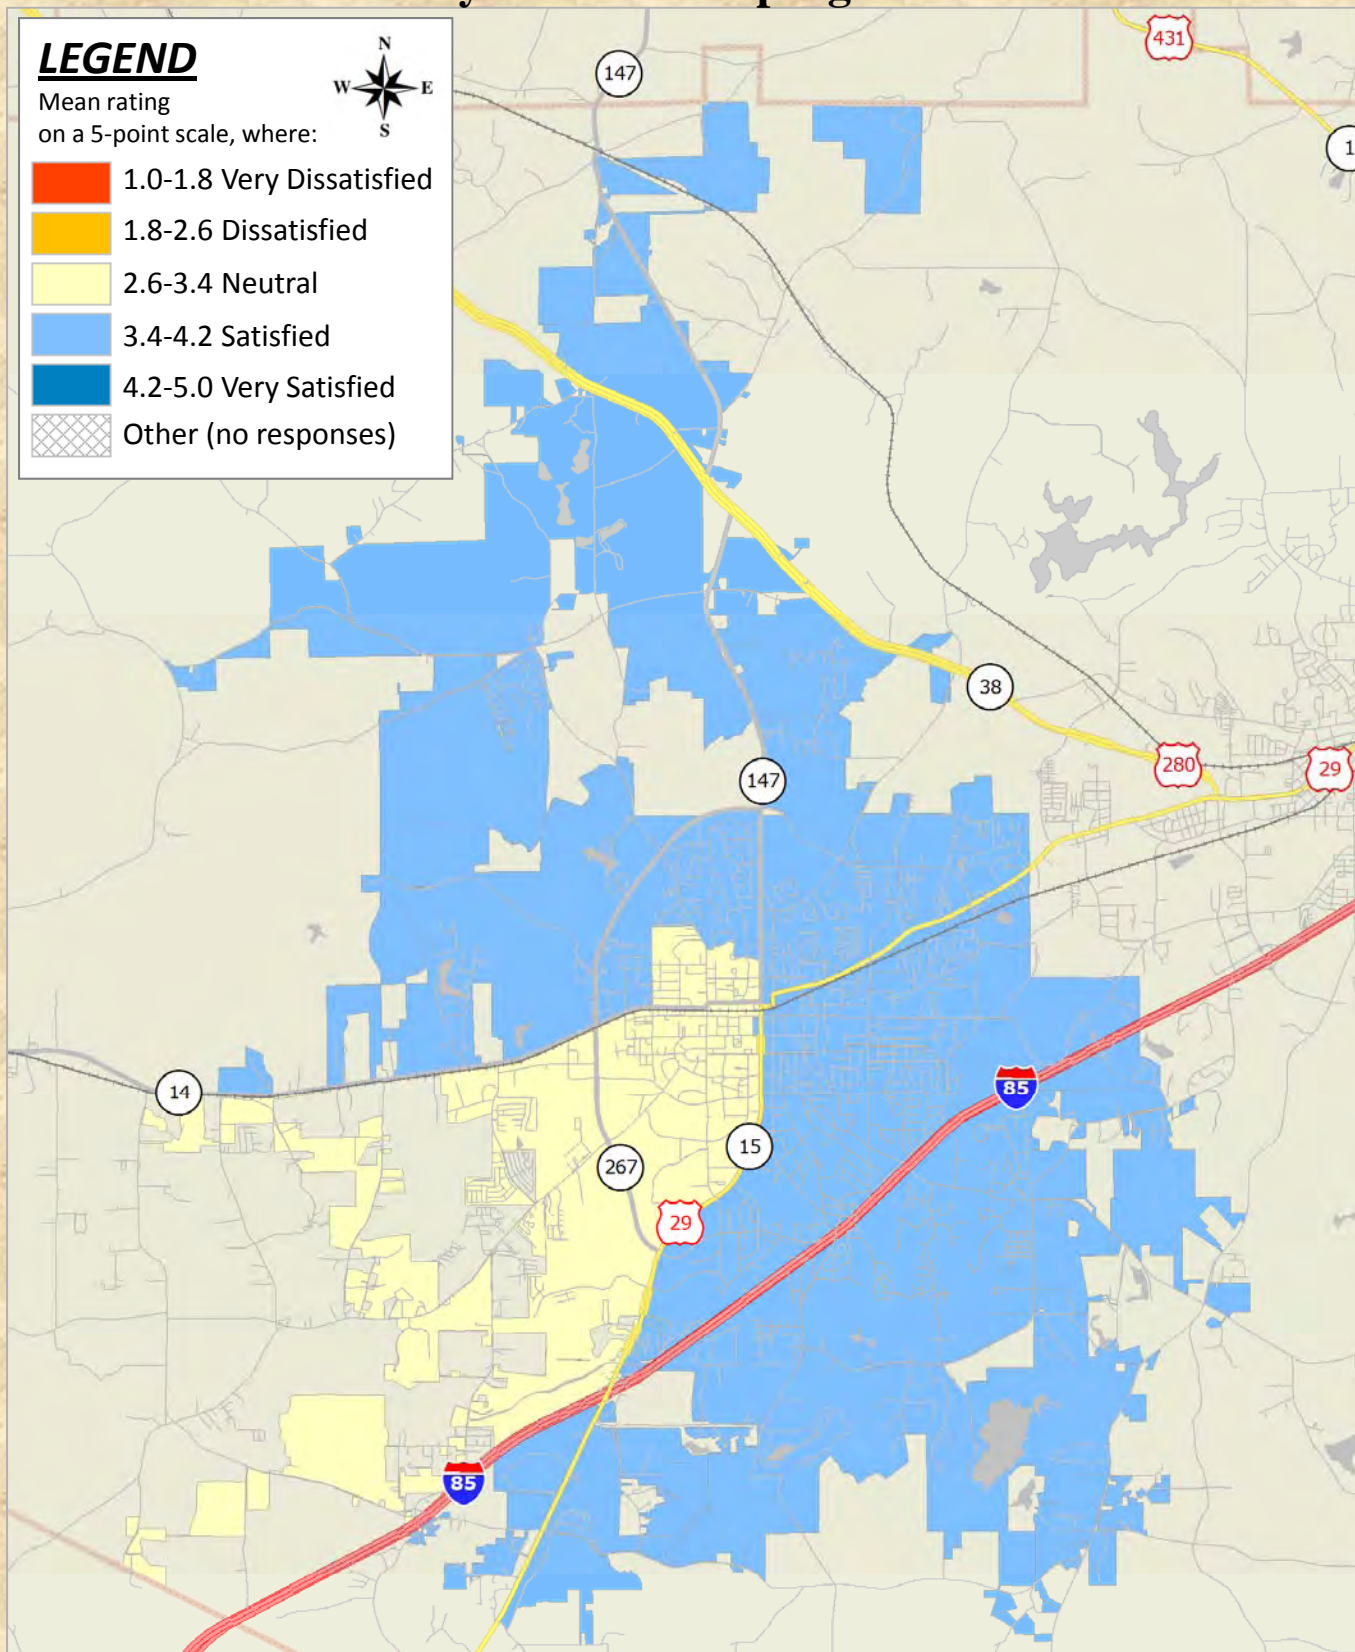 LEGEND
Mean rating
on a 5-point scale, where:
N
W E
S
1.0-1.8 Very Dissatisfied
1.8-2.6 Dissatisfied
2.6-3.4 Neutral
3.4-4.2 Satisfied
4.2-5.0 Very Satisfied
Other (no responses)
147
431
1
38
280
29
147
14
85
15
267
29
85